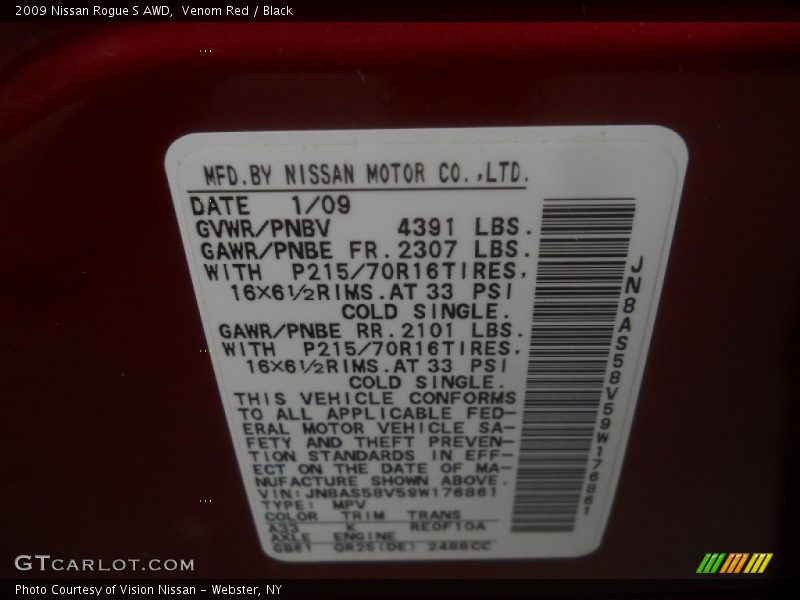 2009 Nissan Rogue S AWD,  Venom Red / Black
MFD.BY NISSAN MOTOR CO.,LTD.
DATE 1/09
GVWR/PNBV 4391 LBS.
GAWR/PNBE FR.2307 LBS.
WITH P215/70R16TIRES,
16×6½RIMS.AT 33 PSI
COLD SINGLE.
GAWR/PNBE RR.2101 LBS.
WITH P215/70R16TIRES,
16×6½RIMS.AT 33 PSI
COLD SINGLE.
THIS VEHICLE CONFORMS
TO ALL APPLICABLE FED-
ERAL MOTOR VEHICLE SA-
FETY AND THEFT PREVEN-
TION STANDARDS IN EFF-
ECT ON THE DATE OF MA-
NUFACTURE SHOWN ABOVE.
VIN:JN8AS58V59W176861
TYPE: MPV
COLOR TRIM TRANS
A33 K RE0F10A
AXLE ENGINE
GB61 QR25(DE) 2488CC
JN8AS58V59W176861
GTCARLOT.COM
Photo Courtesy of Vision Nissan - Webster, NY